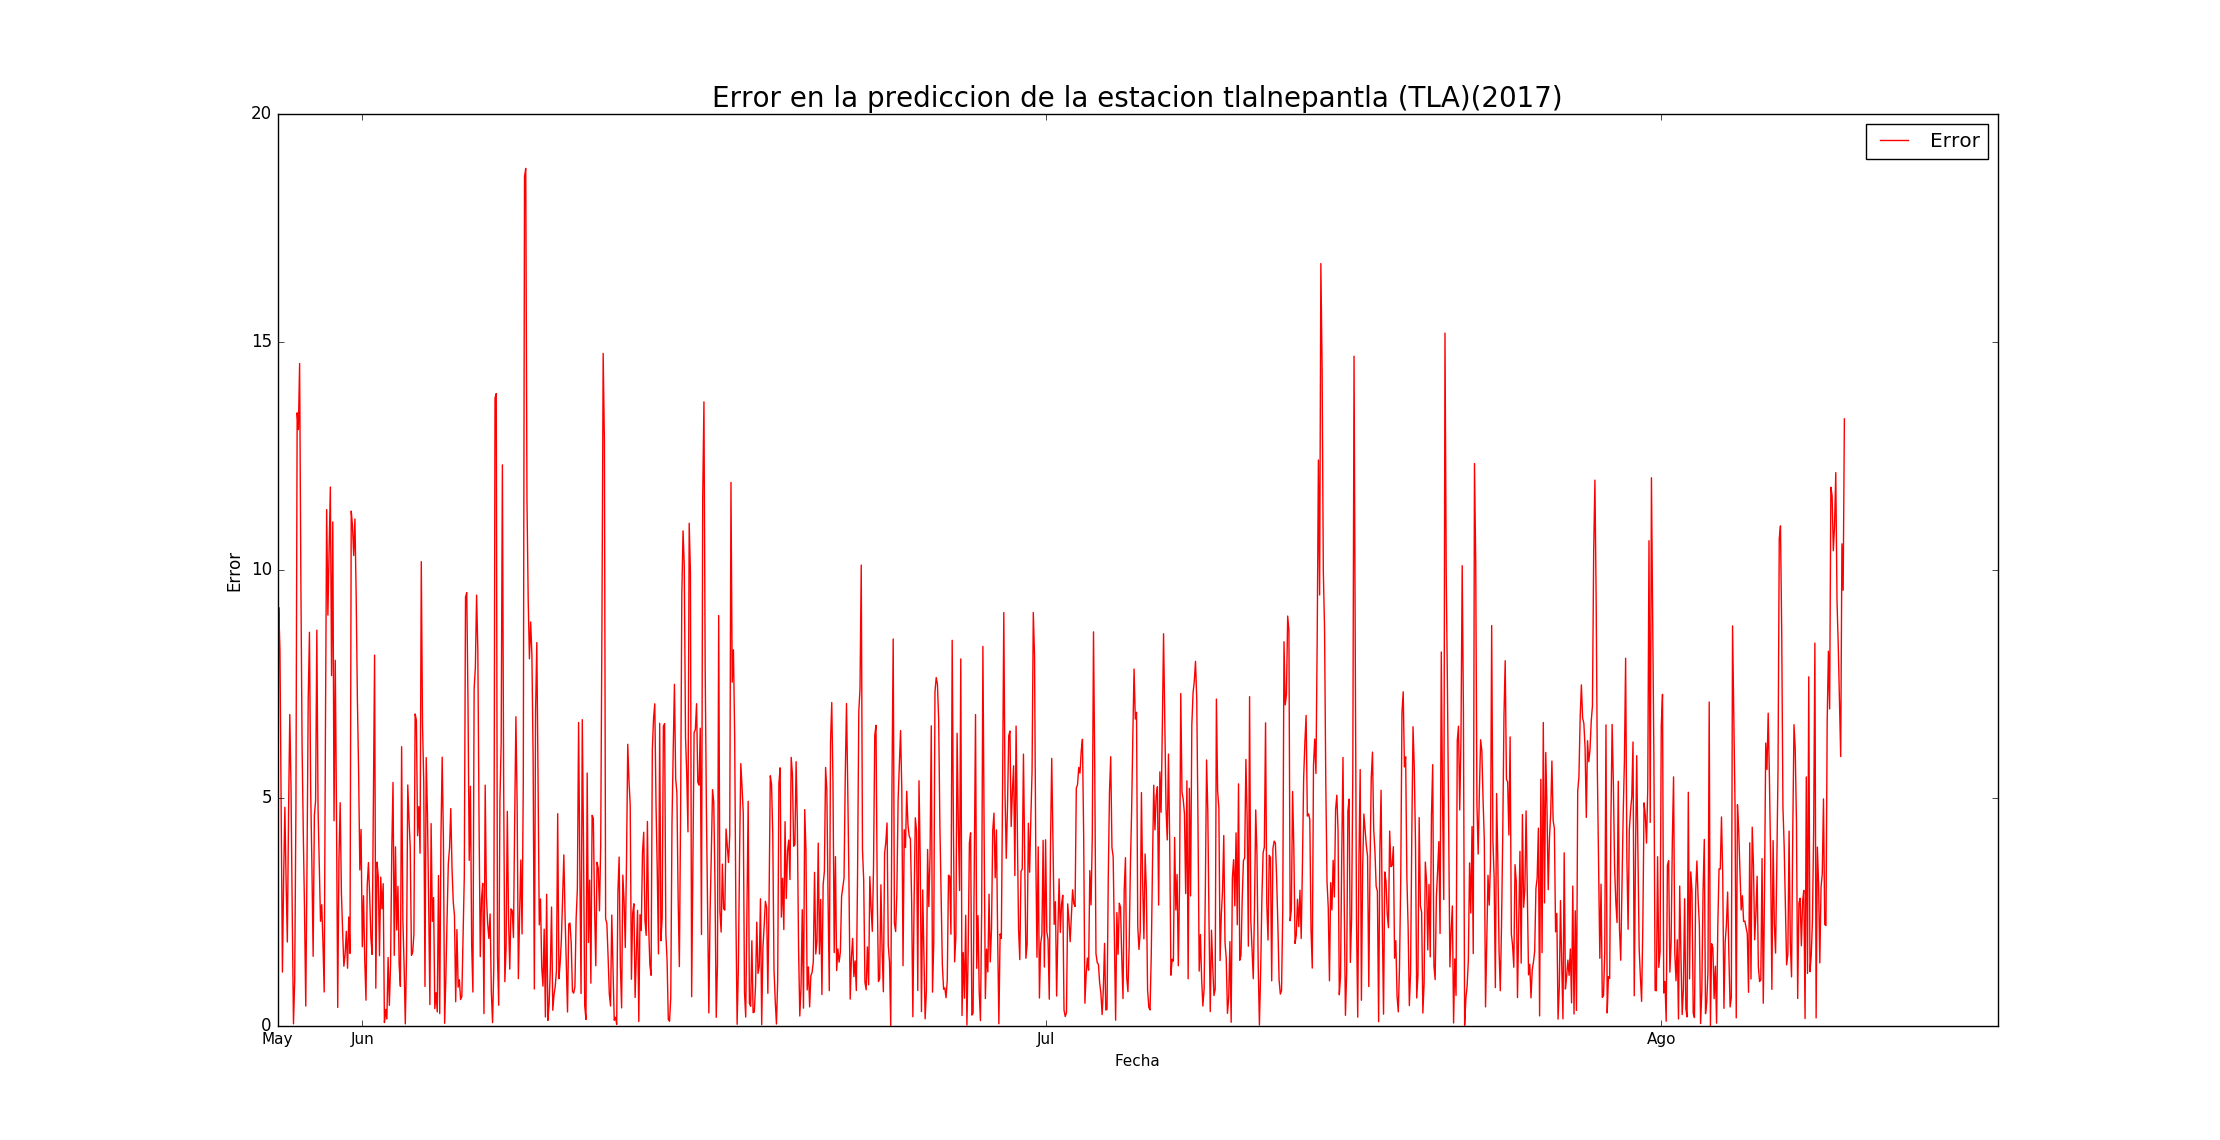 Error en la prediccion de la estacion tlalnepantla (TLA)(2017)
Error
20
15
10
5
0
Error
May
Jun
Jul
Ago
Fecha